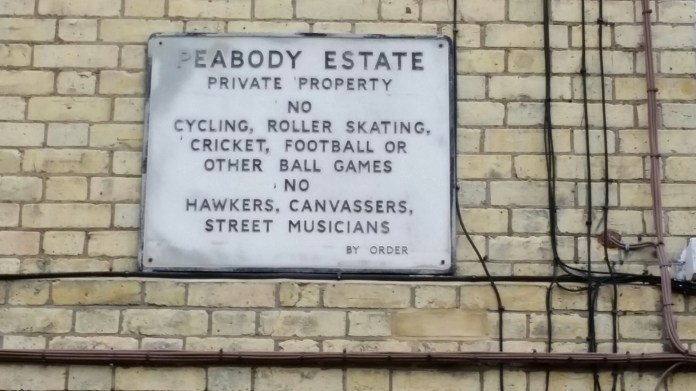 PEABODY ESTATE
PRIVATE PROPERTY
NO
CYCLING, ROLLER SKATING,
CRICKET, FOOTBALL OR
OTHER BALL GAMES
NO
HAWKERS, CANVASSERS,
STREET MUSICIANS
BY ORDER